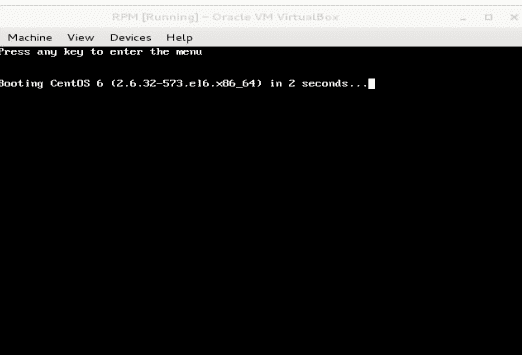 RPM [Running] - Oracle VM VirtualBox
Machine View Devices Help
Press any key to enter the menu
Booting CentOS 6 (2.6.32-573.el6.x86_64) in 2 seconds...